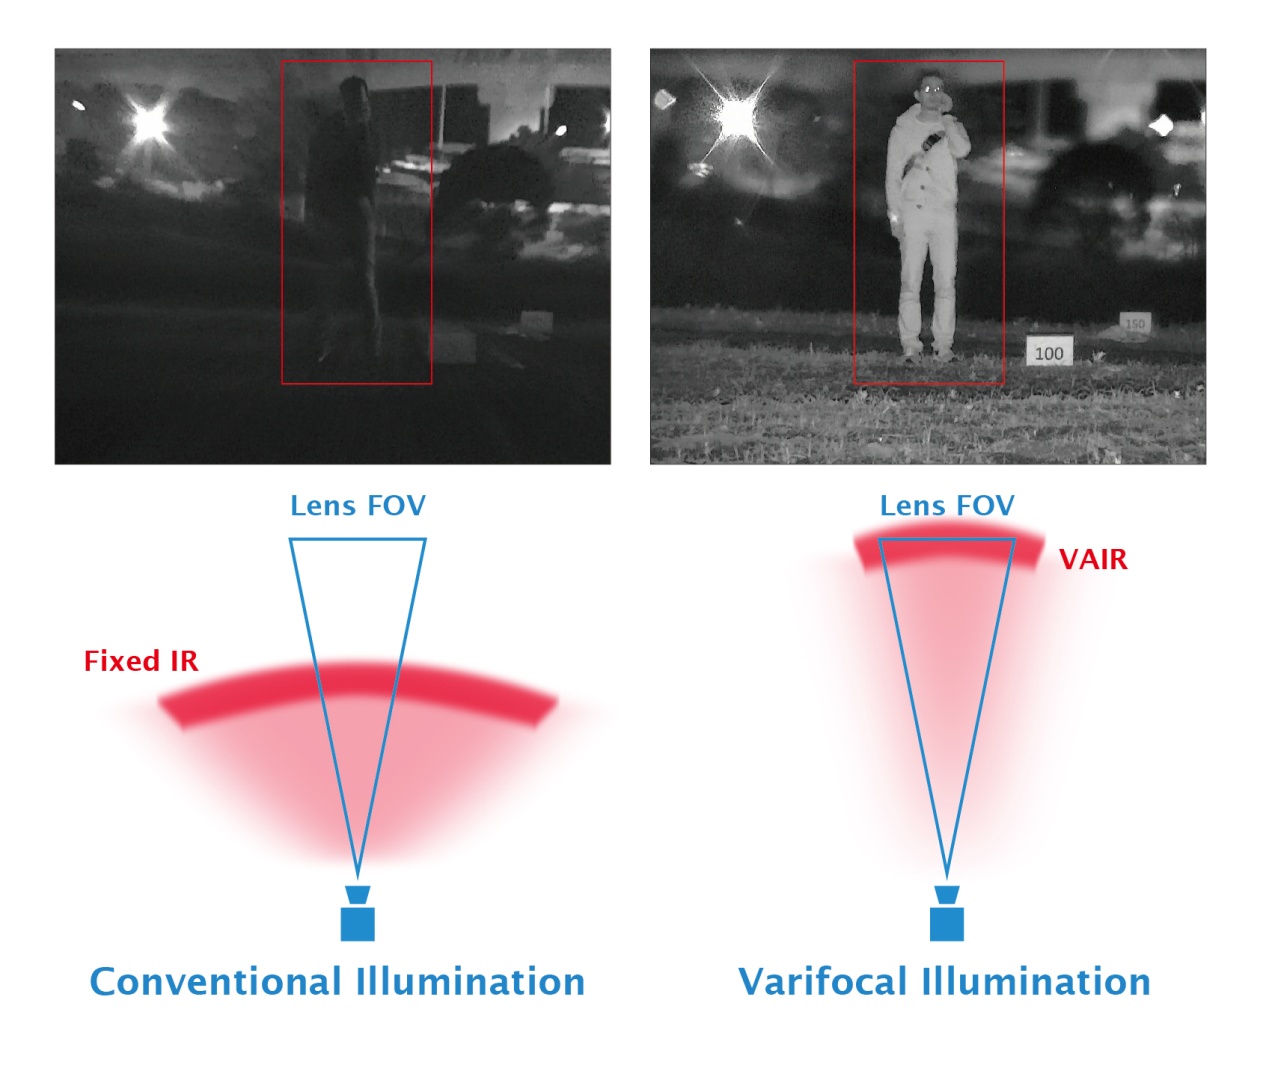 150
100
Lens FOV
Lens FOV
VAIR
Fixed IR
Conventional Illumination
Varifocal Illumination